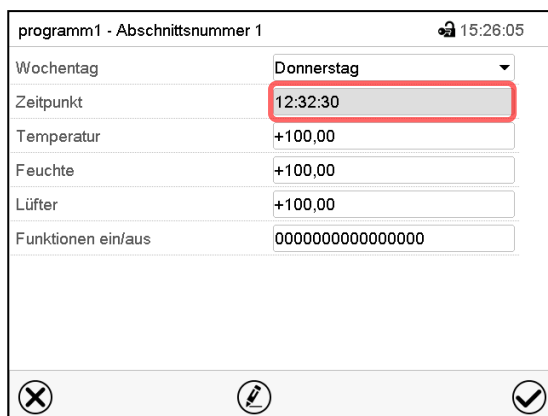 programm1 - Abschnittsnummer 1 15:26:05
Wochentag Donnerstag
Zeitpunkt 12:32:30
Temperatur +100,00
Feuchte +100,00
Lüfter +100,00
Funktionen ein/aus 0000000000000000